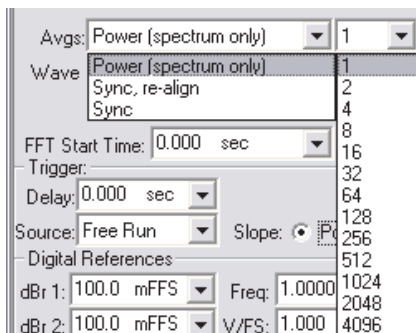 Avgs: Power (spectrum only) 1
Wave Power (spectrum only) 1
Sync, re-align 2
Sync 4
8
FFT Start Time: 0.000 sec 16
Trigger: 32
Delay: 0.000 sec 64
128
Source: Free Run Slope: 256
Digital References 512
dBr 1: 100.0 mFFS Freq: 1.0000 1024
2048
dBr 2: 100.0 mFFS V/FS: 1.000 4096